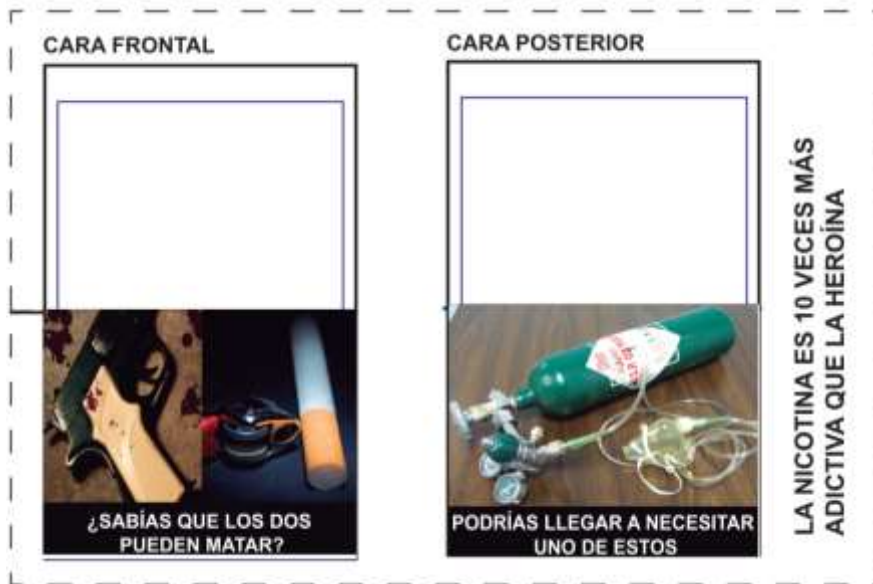 CARA FRONTAL
CARA POSTERIOR
¿SABÍAS QUE LOS DOS
PUEDEN MATAR?
PODRÍAS LLEGAR A NECESITAR
UNO DE ESTOS
LA NICOTINA ES 10 VECES MÁS
ADICTIVA QUE LA HEROÍNA